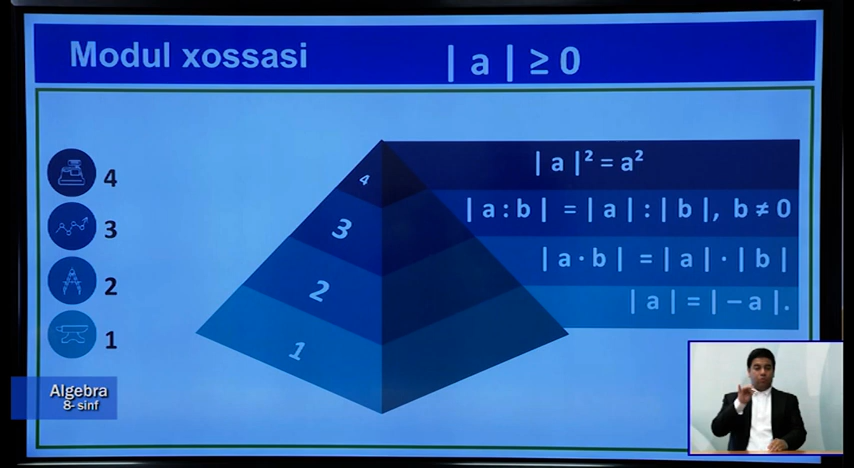 Modul xossasi
| a | ≥ 0
4
3
2
1
4
3
2
1
| a |² = a²
| a : b | = | a | : | b |, b ≠ 0
| a · b | = | a | · | b |
| a | = | − a |.
Algebra
8- sinf